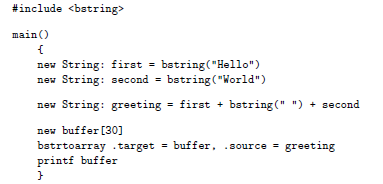 #include <bstring>
main()
{
new String: first = bstring("Hello")
new String: second = bstring("World")
new String: greeting = first + bstring(" ") + second
new buffer[30]
bstrtoarray .target = buffer, .source = greeting
printf buffer
}